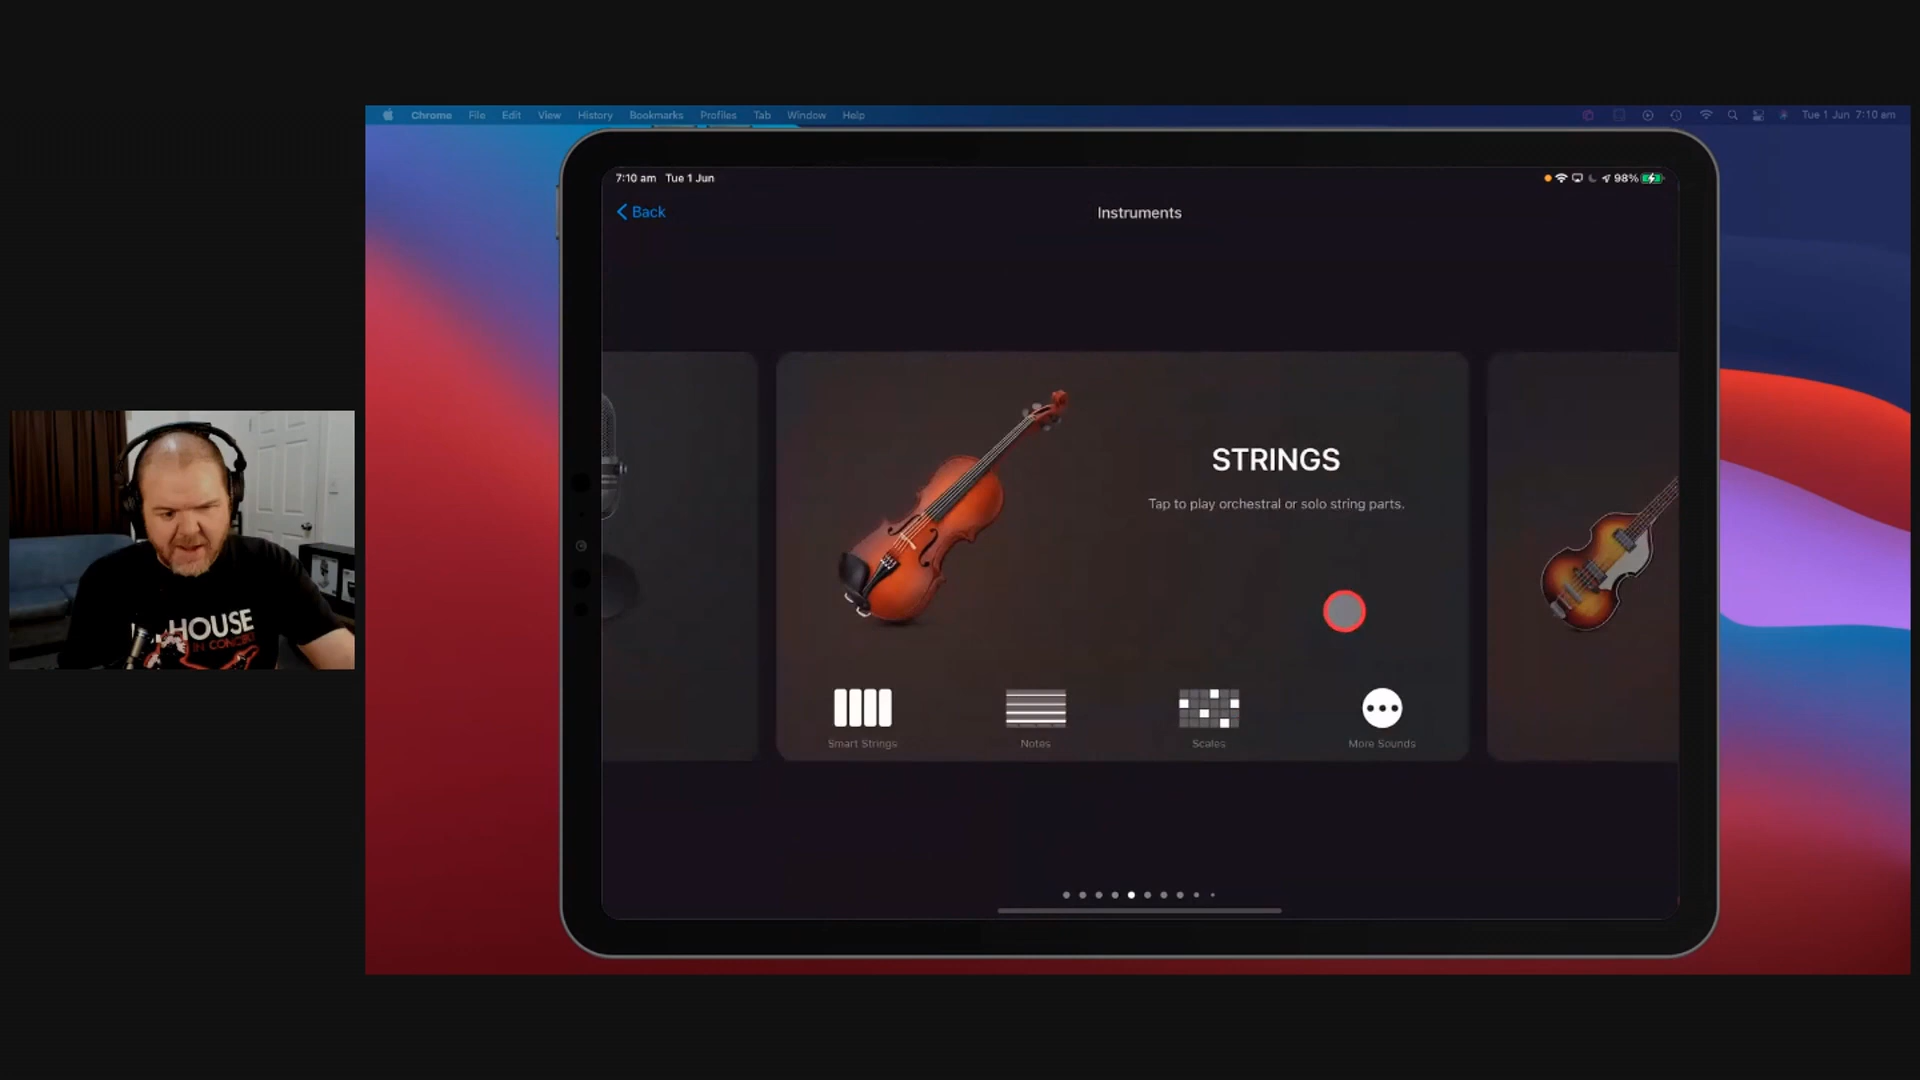 Chrome File Edit View History Bookmarks Profiles Tab Window Help
Tue 1 Jun 7:10 am
7:10 am Tue 1 Jun
98%
Back
Instruments
STRINGS
Tap to play orchestral or solo string parts.
Smart Strings
Notes
Scales
More Sounds
HOUSE
IN CONCERT